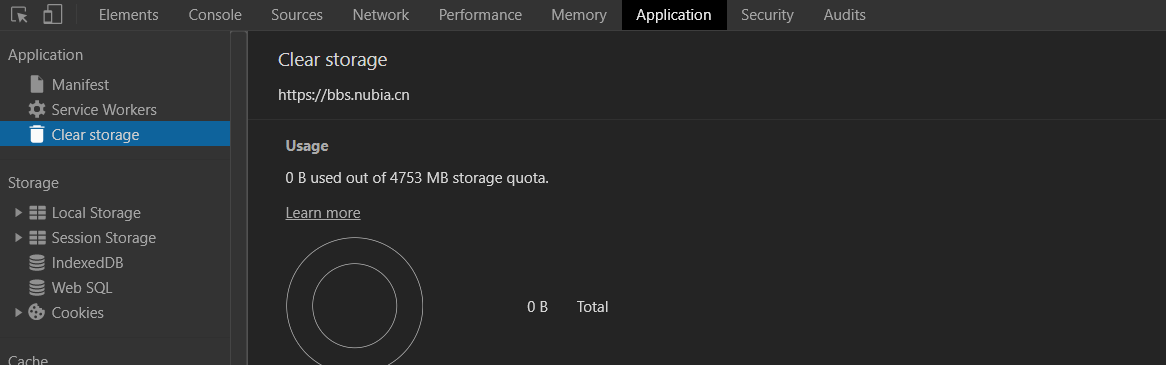 Elements Console Sources Network Performance Memory Application Security Audits
Application
Manifest
Service Workers
Clear storage
Storage
Local Storage
Session Storage
IndexedDB
Web SQL
Cookies
Cache
Clear storage
https://bbs.nubia.cn
Usage
0 B used out of 4753 MB storage quota.
Learn more
0 B Total